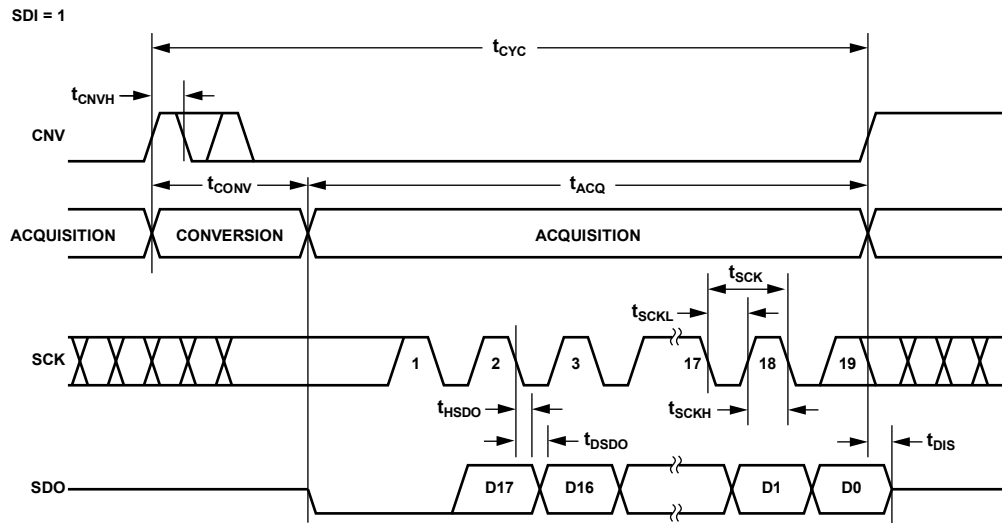 SDI = 1
tCYC
tCNVH
CNV
tCONV
tACQ
ACQUISITION
CONVERSION
ACQUISITION
tSCK
tSCKL
SCK
1
2
3
17
18
19
tHSDO
tSCKH
tDSDO
tDIS
SDO
D17
D16
D1
D0